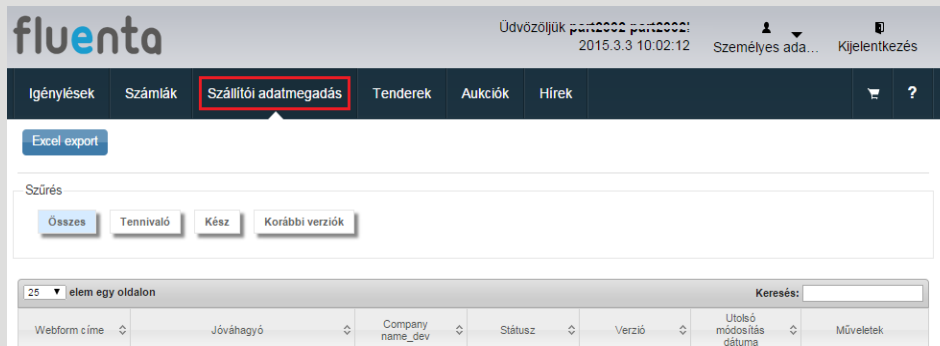 fluenta
Üdvözöljük
2015.3.3 10:02:12
Személyes ada...
Kijelentkezés
Igénylések Számlák Szállítói adatmegadás Tenderek Aukciók Hírek ?
Excel export
Szűrés
Összes Tennivaló Kész Korábbi verziók
25 elem egy oldalon Keresés:
Webform címe Jóváhagyó Company name_dev Státusz Verzió Utolsó módosítás dátuma Műveletek